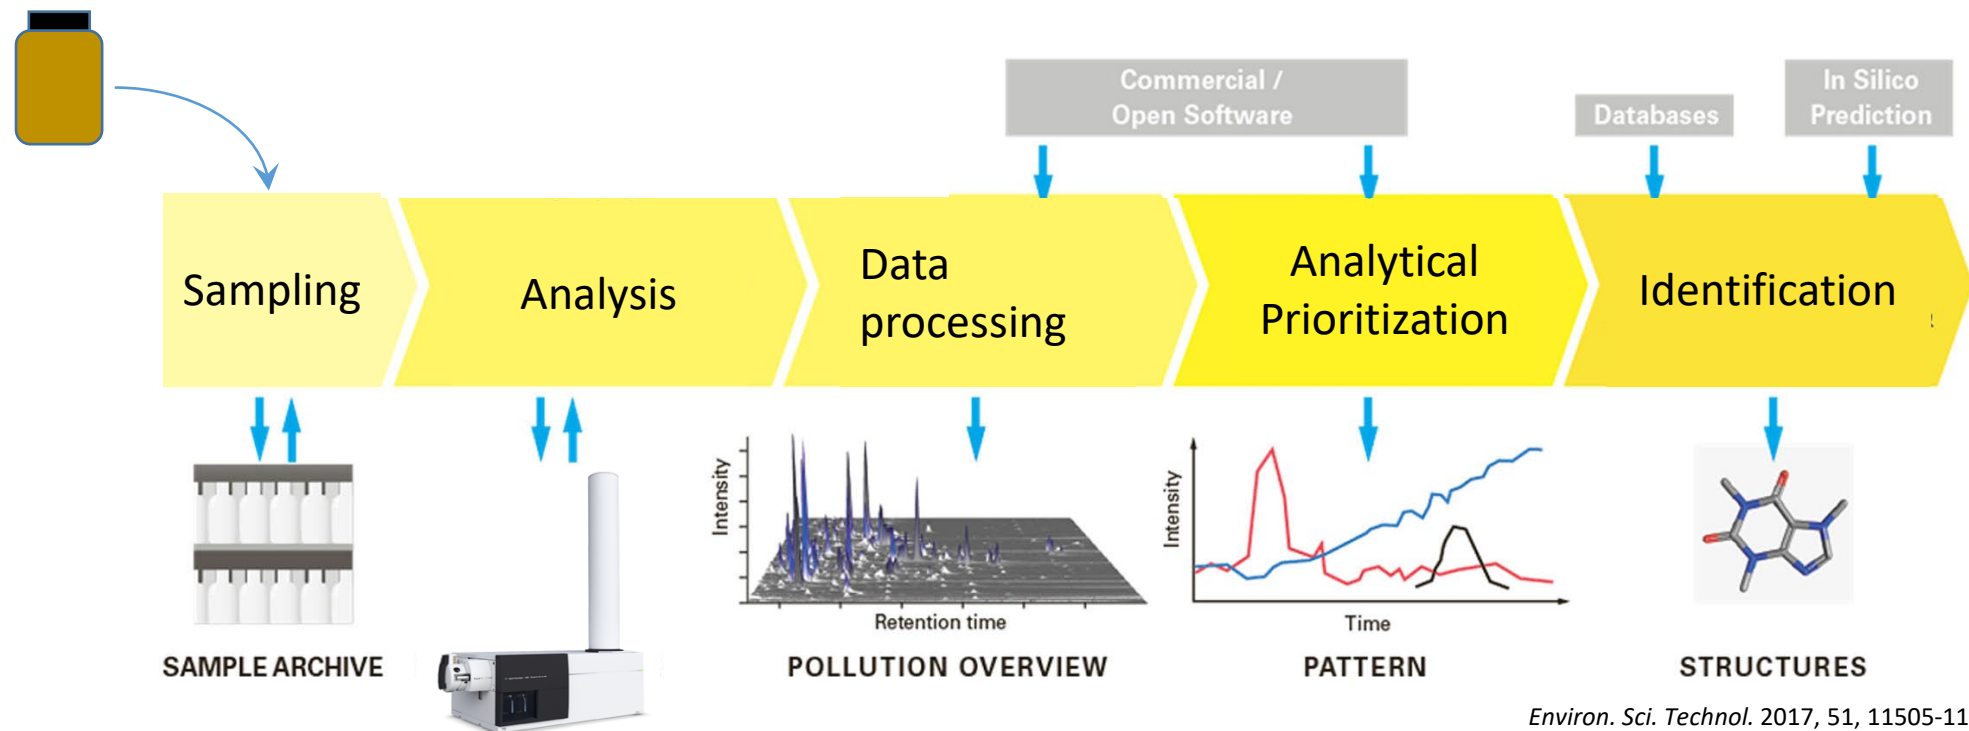 Commercial /
Open Software
Databases
In Silico
Prediction
Sampling
Analysis
Data
processing
Analytical
Prioritization
Identification
Intensity
Retention time
Intensity
Time
SAMPLE ARCHIVE
POLLUTION OVERVIEW
PATTERN
STRUCTURES
Environ. Sci. Technol. 2017, 51, 11505-11